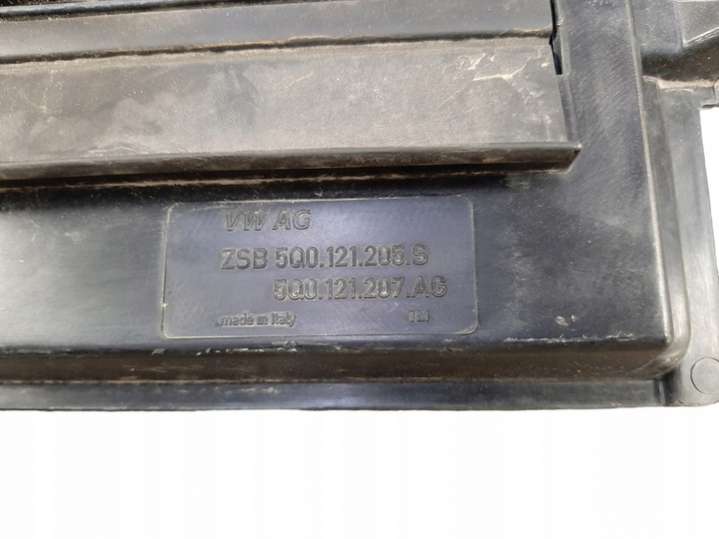 VW AG
ZSB 5Q0.121.205.S
5Q0.121.207.AG
made in Italy